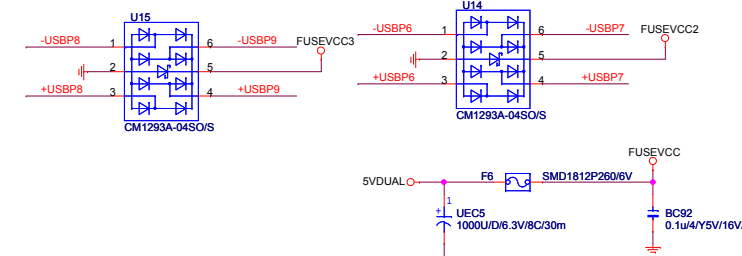 U15
-USBP8 1 6 -USBP9 FUSEVCC3
2 5
+USBP8 3 4 +USBP9
CM1293A-04SO/S
U14
-USBP6 1 6 -USBP7 FUSEVCC2
2 5
+USBP6 3 4 +USBP7
CM1293A-04SO/S
FUSEVCC
5VDUAL F6 SMD1812P260/6V
1
+ UEC5
1000U/D/6.3V/8C/30m
BC92
0.1u/4/Y5V/16V/